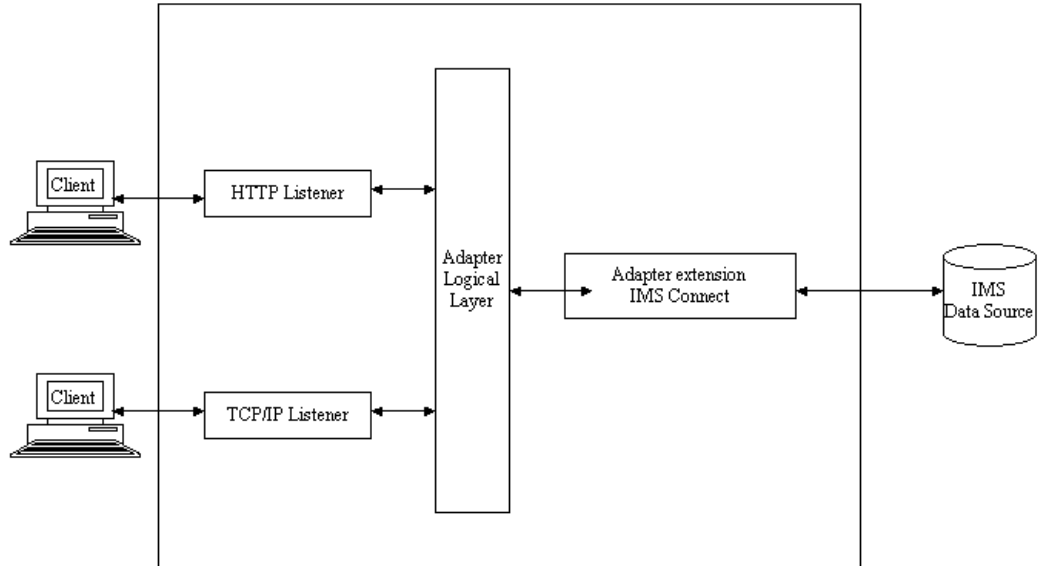 Client
HTTP Listener
Adapter
Logical
Layer
Adapter extension
IMS Connect
IMS
Data Source
Client
TCP/IP Listener